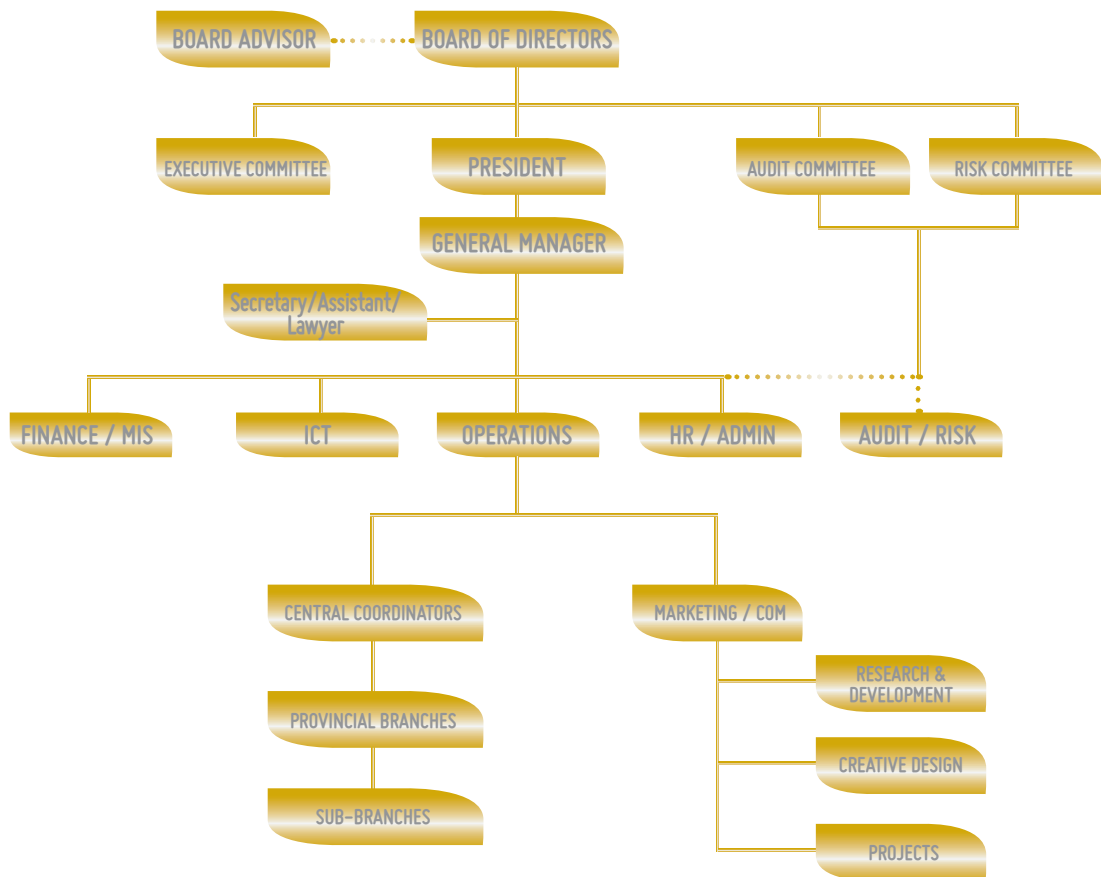 BOARD ADVISOR
BOARD OF DIRECTORS
EXECUTIVE COMMITTEE
PRESIDENT
AUDIT COMMITTEE
RISK COMMITTEE
GENERAL MANAGER
Secretary/Assistant/
Lawyer
FINANCE / MIS
ICT
OPERATIONS
HR / ADMIN
AUDIT / RISK
CENTRAL COORDINATORS
MARKETING / COM
RESEARCH &
DEVELOPMENT
PROVINCIAL BRANCHES
CREATIVE DESIGN
SUB-BRANCHES
PROJECTS